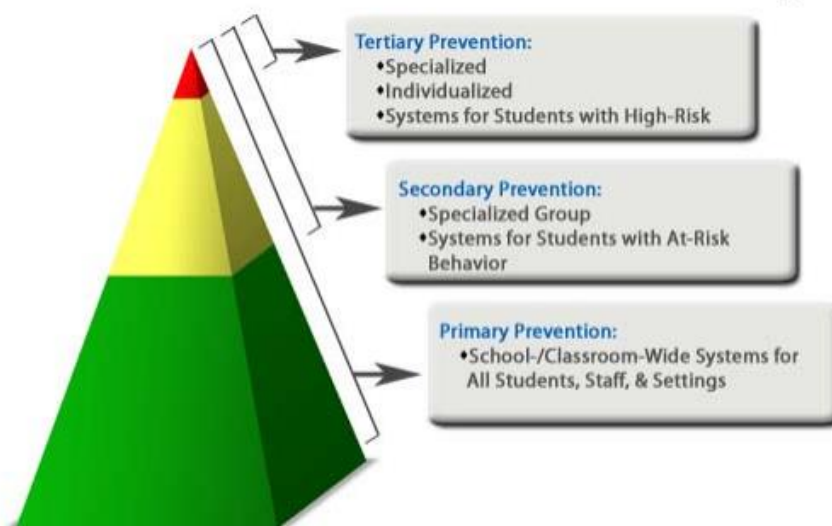 Tertiary Prevention:
♦Specialized
♦Individualized
♦Systems for Students with High-Risk
Secondary Prevention:
♦Specialized Group
♦Systems for Students with At-Risk
Behavior
Primary Prevention:
♦School-/Classroom-Wide Systems for
All Students, Staff, & Settings